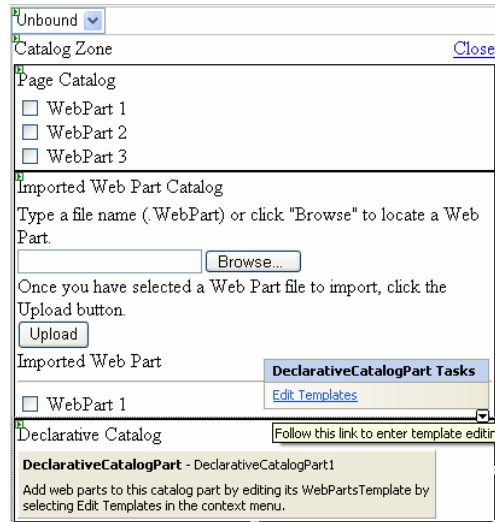 Unbound
Catalog Zone Close
Page Catalog
WebPart 1
WebPart 2
WebPart 3
Imported Web Part Catalog
Type a file name (.WebPart) or click "Browse" to locate a Web
Part.
Browse...
Once you have selected a Web Part file to import, click the
Upload button.
Upload
Imported Web Part
DeclarativeCatalogPart Tasks
Edit Templates
WebPart 1
Declarative Catalog
Follow this link to enter template editin
DeclarativeCatalogPart - DeclarativeCatalogPart1
Add web parts to this catalog part by editing its WebPartsTemplate by
selecting Edit Templates in the context menu.